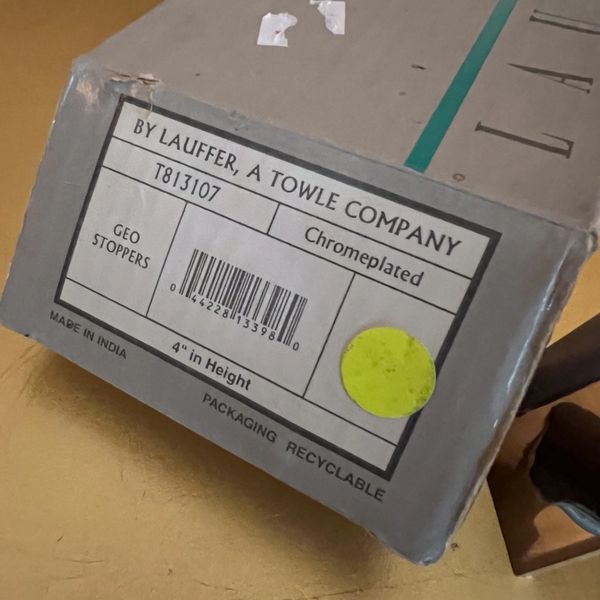 LAU
BY LAUFFER, A TOWLE COMPANY
T813107
Chromeplated
GEO
STOPPERS
0 44228 13398 0
4" in Height
MADE IN INDIA
PACKAGING RECYCLABLE